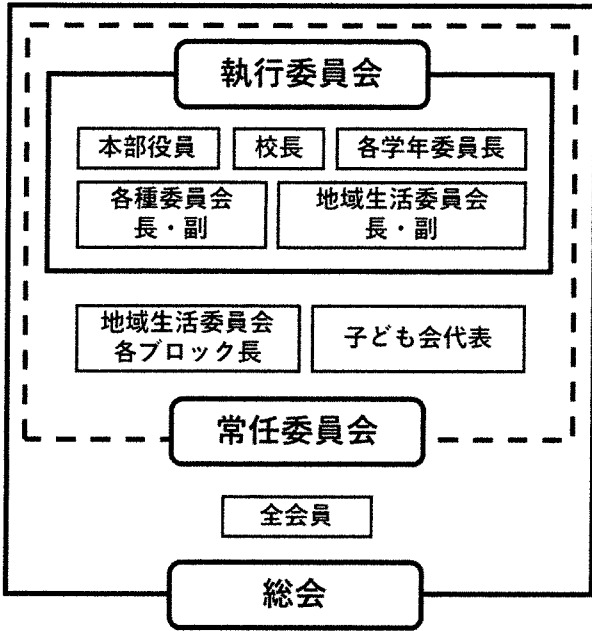 執行委員会
本部役員
校長
各学年委員長
各種委員会
長・副
地域生活委員会
長・副
地域生活委員会
各ブロック長
子ども会代表
常任委員会
全会員
総会